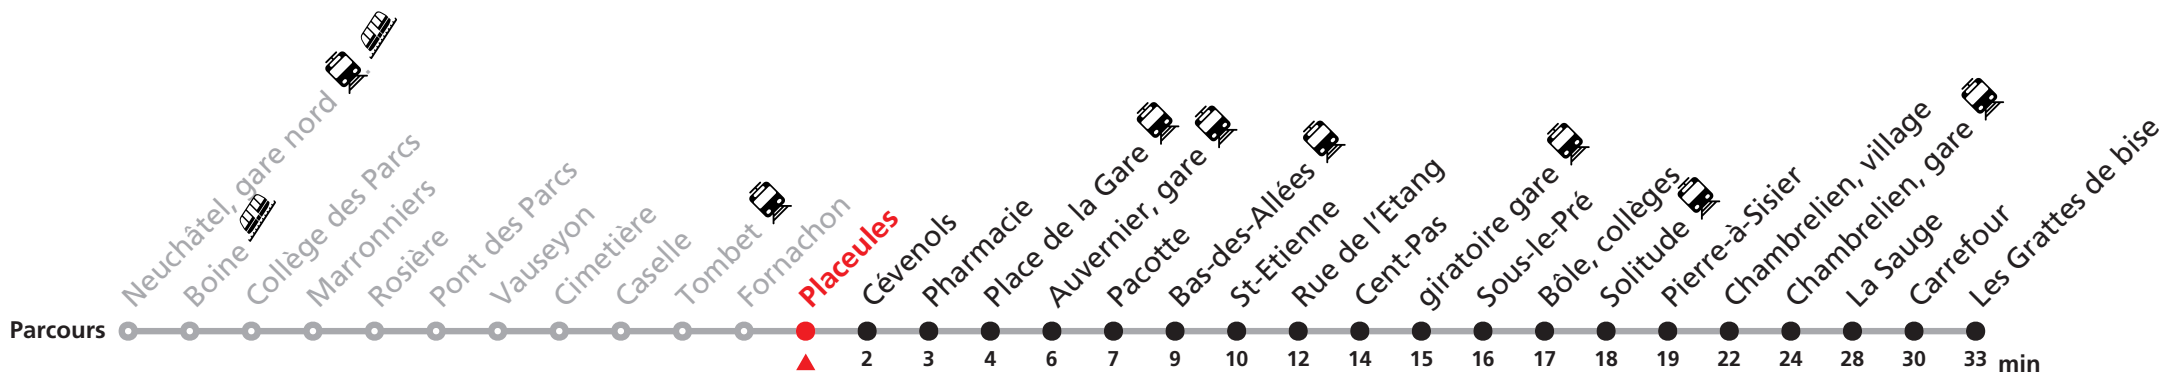 Neuchâtel, gare nord
Boine
Collège des Parcs
Marronniers
Rosière
Pont des Parcs
Vauseyon
Cimetière
Caselle
Tombet
Fornachon
Placeules
Cévenols
Pharmacie
Place de la Gare
Auvernier, gare
Pacotte
Bas-des-Allées
St-Etienne
Rue de l'Etang
Cent-Pas
giratoire gare
Sous-le-Pré
Bôle, collèges
Solitude
Pierre-à-Sisier
Chambrelien, village
Chambrelien, gare
La Sauge
Carrefour
Les Grattes de bise
Parcours
2 3 4 6 7 9 10 12 14 15 16 17 18 19 22 24 28 30 33 min